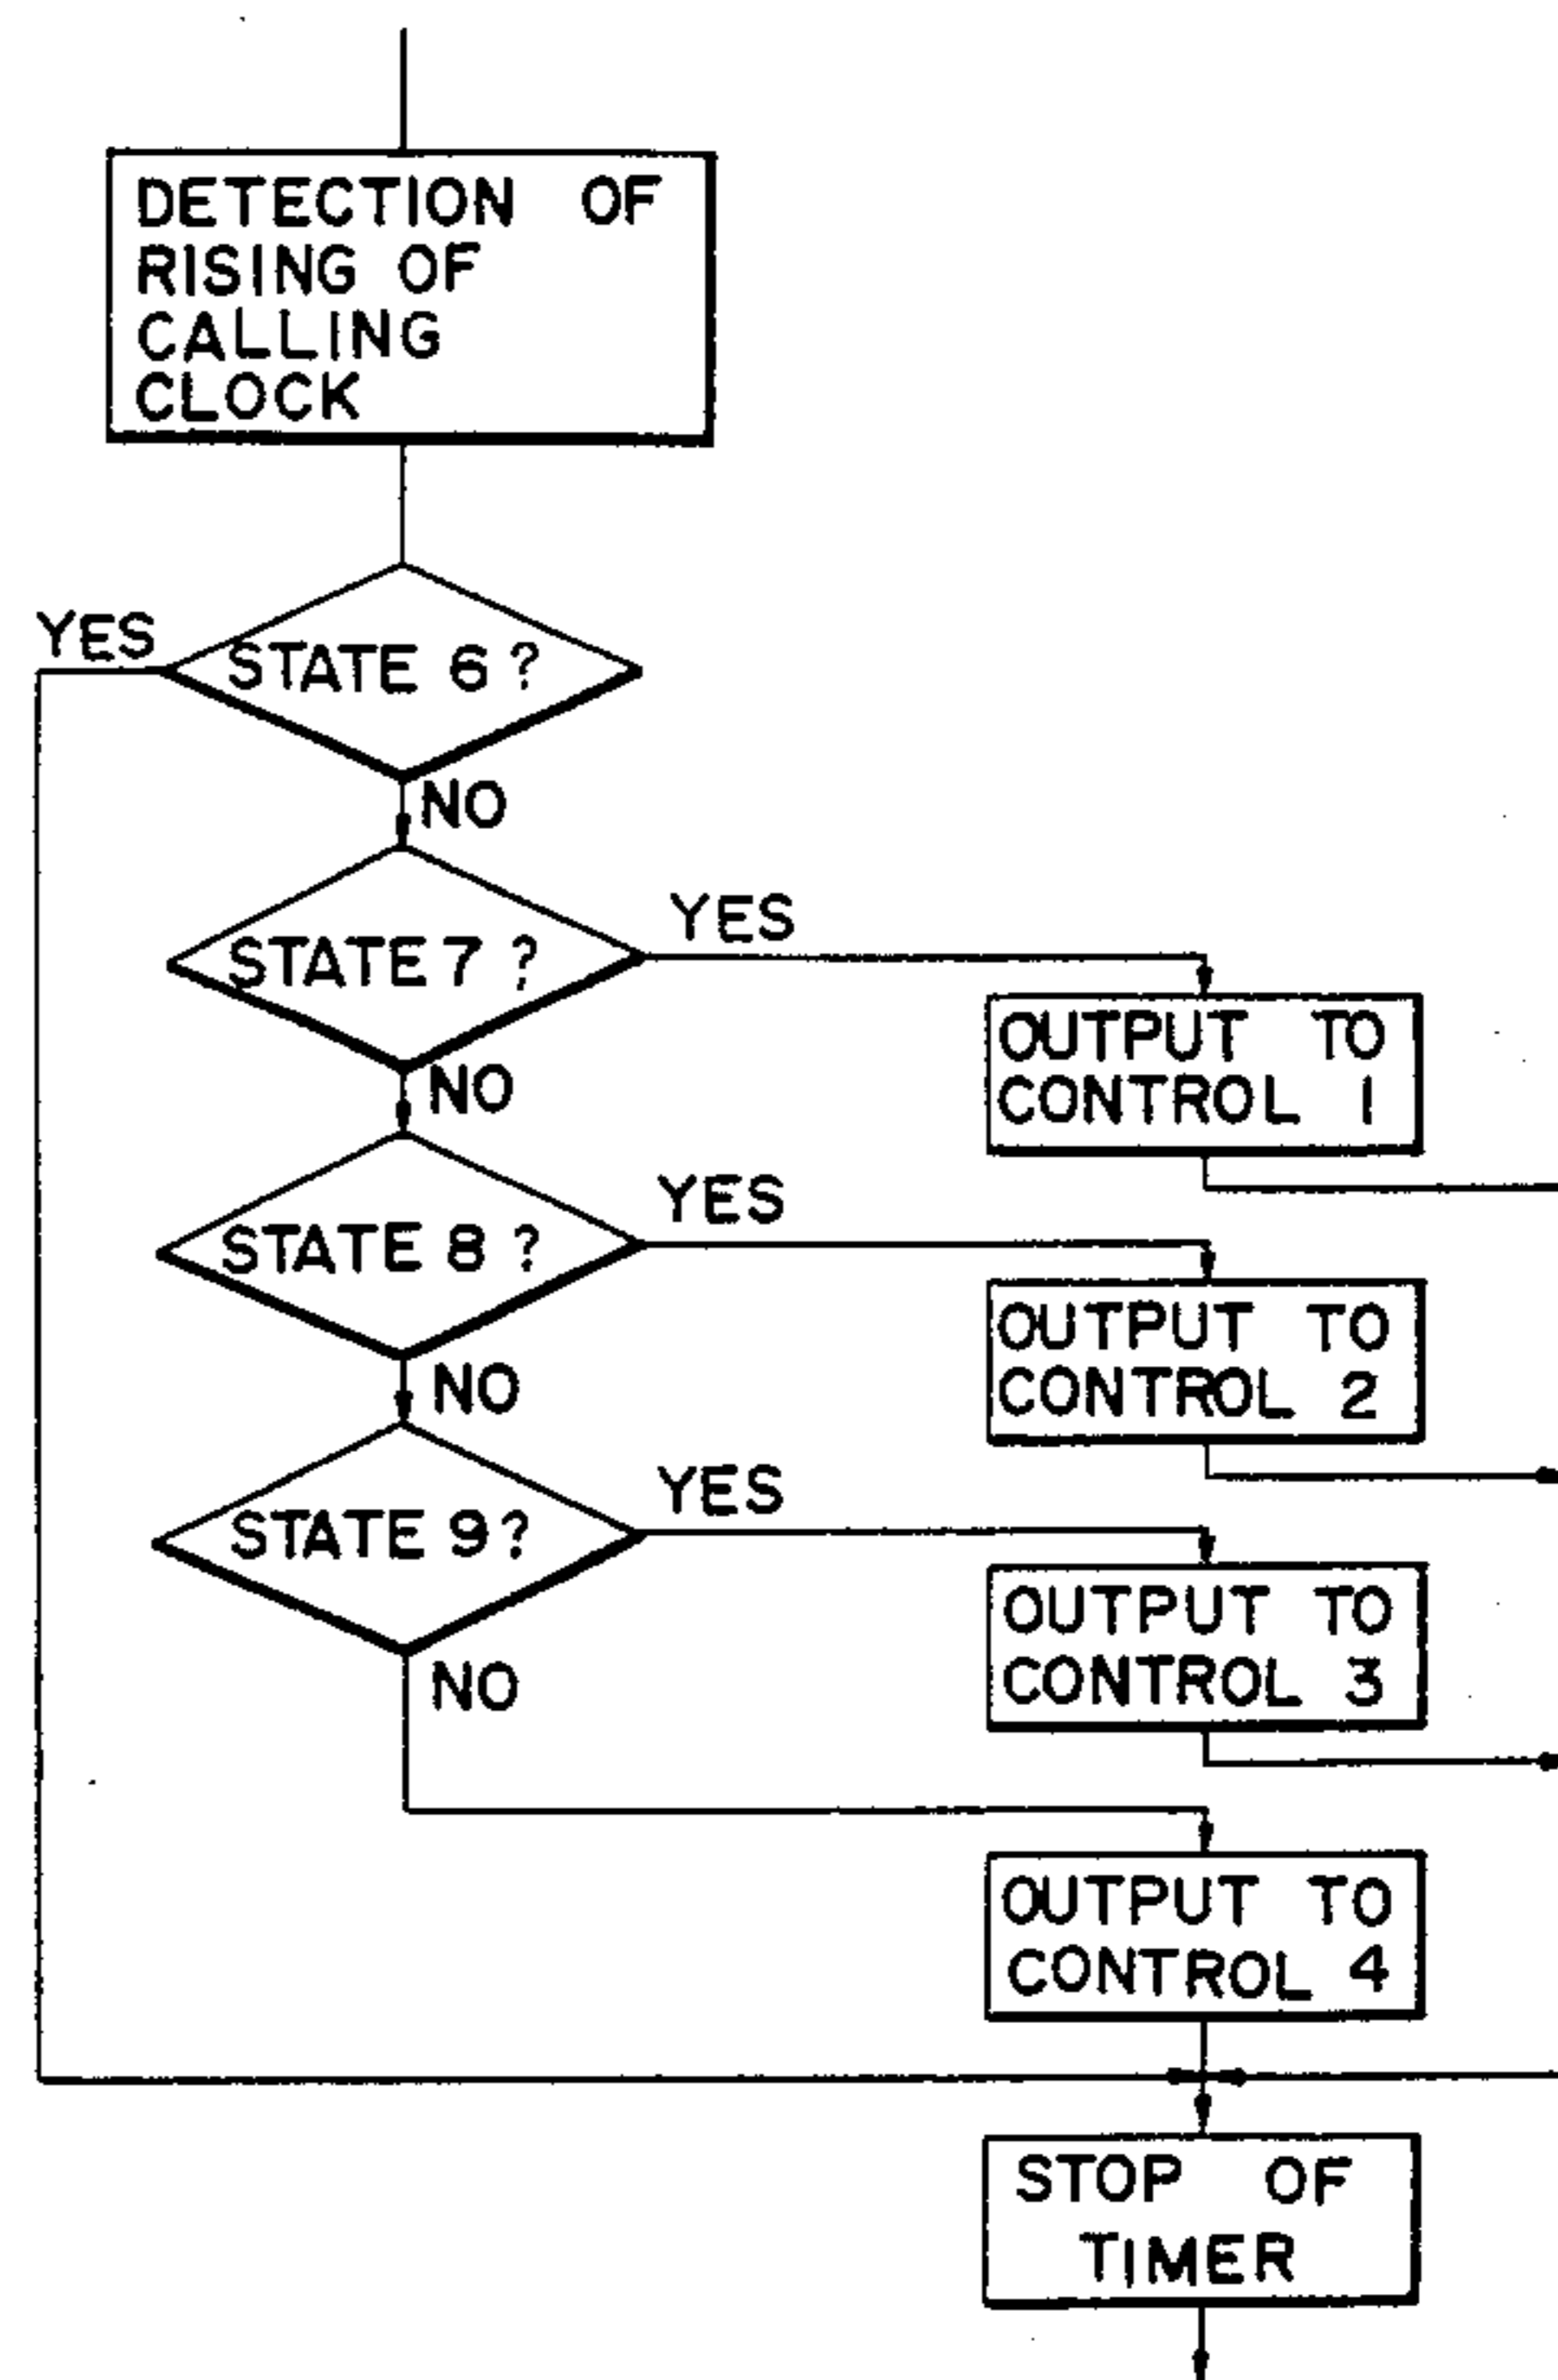 DETECTION OF
RISING OF
CALLING
CLOCK
YES
STATE 6 ?
NO
STATE 7 ?
YES
OUTPUT TO
CONTROL 1
NO
STATE 8 ?
YES
OUTPUT TO
CONTROL 2
NO
STATE 9 ?
YES
OUTPUT TO
CONTROL 3
NO
OUTPUT TO
CONTROL 4
STOP OF
TIMER